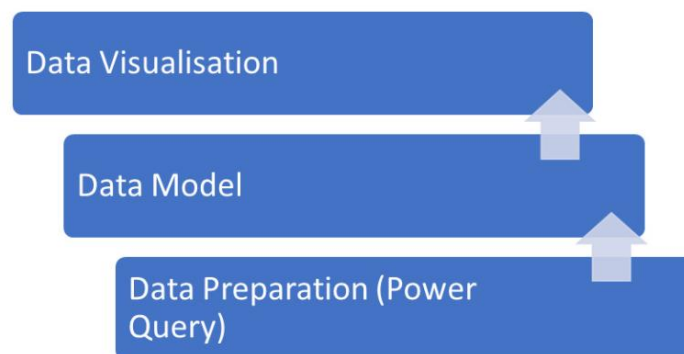 Data Visualisation
Data Model
Data Preparation (Power
Query)